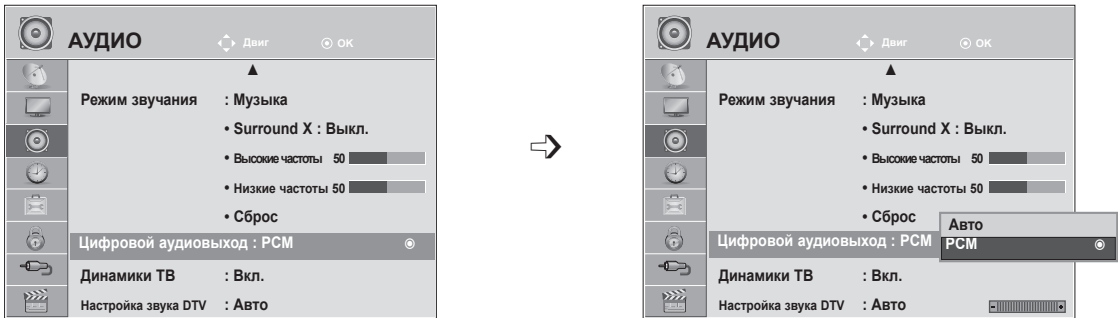 АУДИО Двиг ОК
Режим звучания : Музыка
• Surround X : Выкл.
• Высокие частоты 50
• Низкие частоты 50
• Сброс
Цифровой аудиовыход : PCM
Динамики ТВ : Вкл.
Настройка звука DTV : Авто
АУДИО Двиг ОК
Режим звучания : Музыка
• Surround X : Выкл.
• Высокие частоты 50
• Низкие частоты 50
• Сброс
Авто
Цифровой аудиовыход : PCM
PCM
Динамики ТВ : Вкл.
Настройка звука DTV : Авто